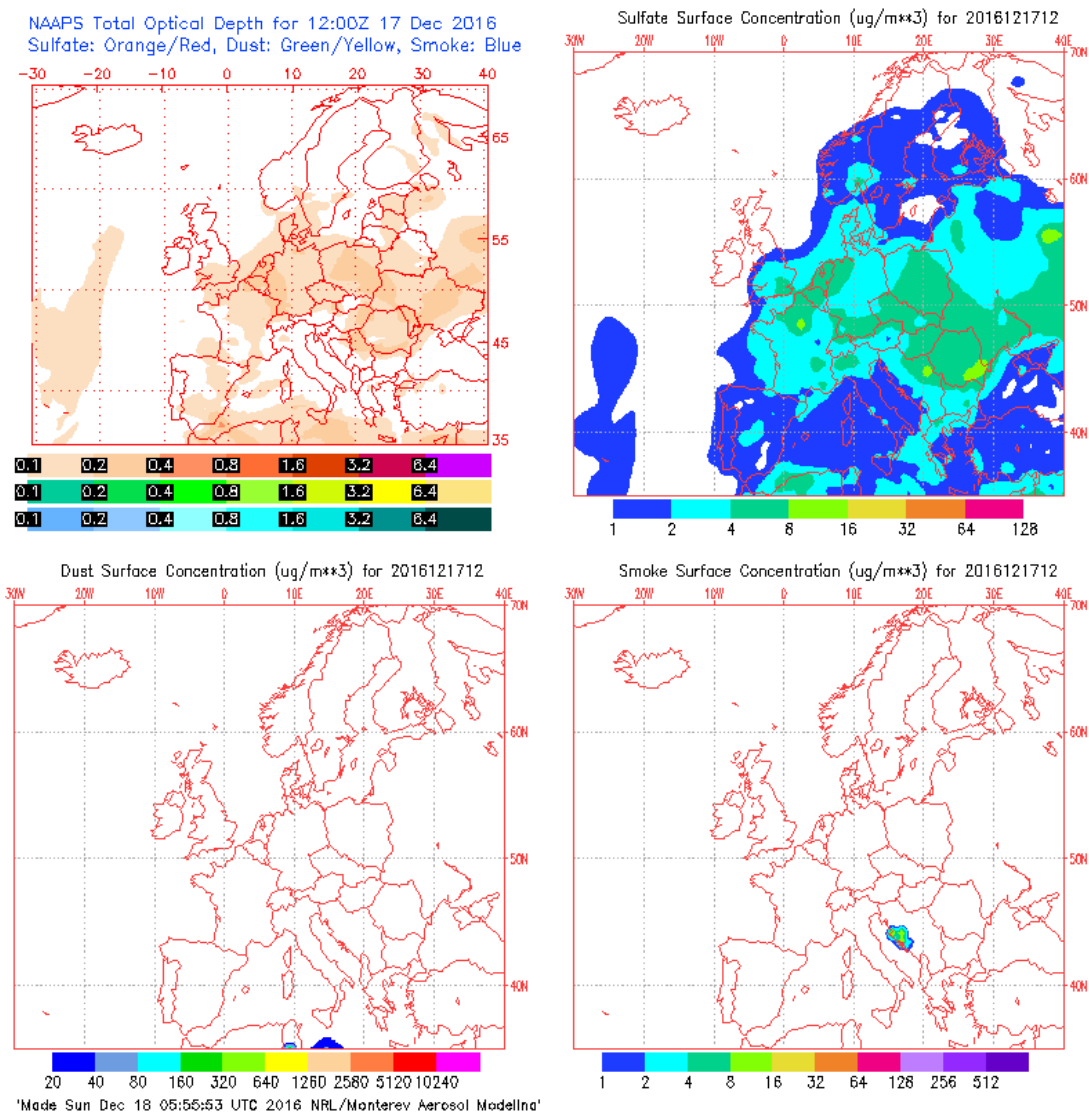 NAAPS Total Optical Depth for 12:00Z 17 Dec 2016
Sulfate: Orange/Red, Dust: Green/Yellow, Smoke: Blue
-30 -20 -10 0 10 20 30 40
65
55
45
35
0.1 0.2 0.4 0.8 1.6 3.2 6.4
0.1 0.2 0.4 0.8 1.6 3.2 6.4
0.1 0.2 0.4 0.8 1.6 3.2 6.4
Sulfate Surface Concentration (ug/m**3) for 2016121712
30W 20W 10W 0 10E 20E 30E 40E
70N
60N
50N
40N
1 2 4 8 16 32 64 128
Dust Surface Concentration (ug/m**3) for 2016121712
30W 20W 10W 0 10E 20E 30E 40E
70N
60N
50N
40N
20 40 80 160 320 640 1280 2580 5120 10240
'Made Sun Dec 18 05:55:53 UTC 2016 NRL/Monterey Aerosol Modeling'
Smoke Surface Concentration (ug/m**3) for 2016121712
30W 20W 10W 0 10E 20E 30E 40E
70N
60N
50N
40N
1 2 4 8 16 32 64 128 256 512